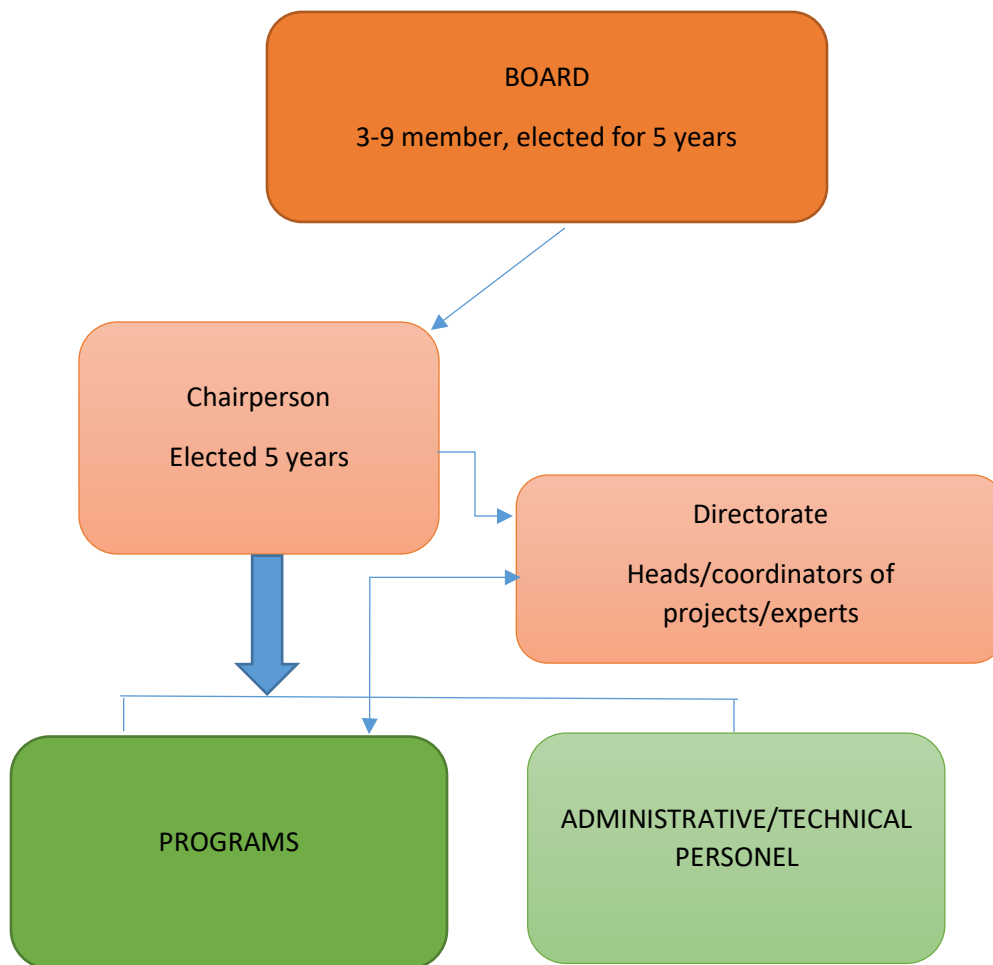 BOARD
3-9 member, elected for 5 years
Chairperson
Elected 5 years
Directorate
Heads/coordinators of
projects/experts
PROGRAMS
ADMINISTRATIVE/TECHNICAL
PERSONEL